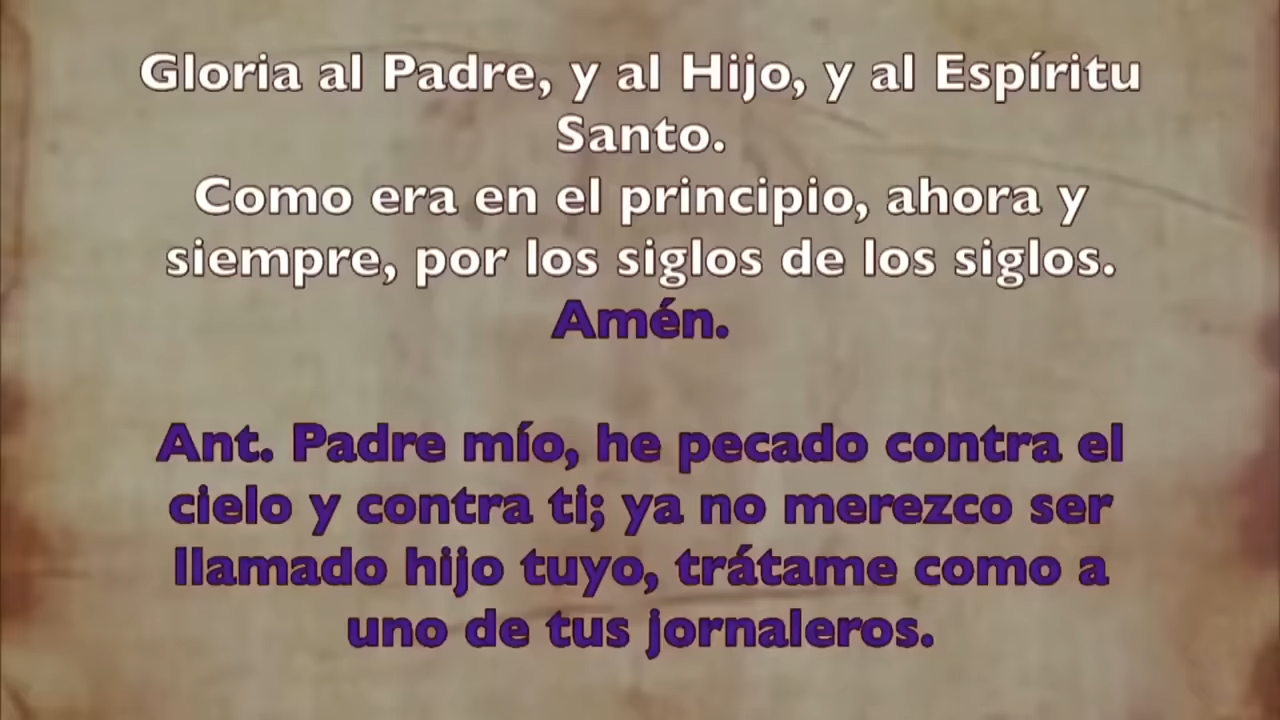 Gloria al Padre, y al Hijo, y al Espíritu
Santo.
Como era en el principio, ahora y
siempre, por los siglos de los siglos.
Amén.
Ant. Padre mío, he pecado contra el
cielo y contra ti; ya no merezco ser
llamado hijo tuyo, trátame como a
uno de tus jornaleros.